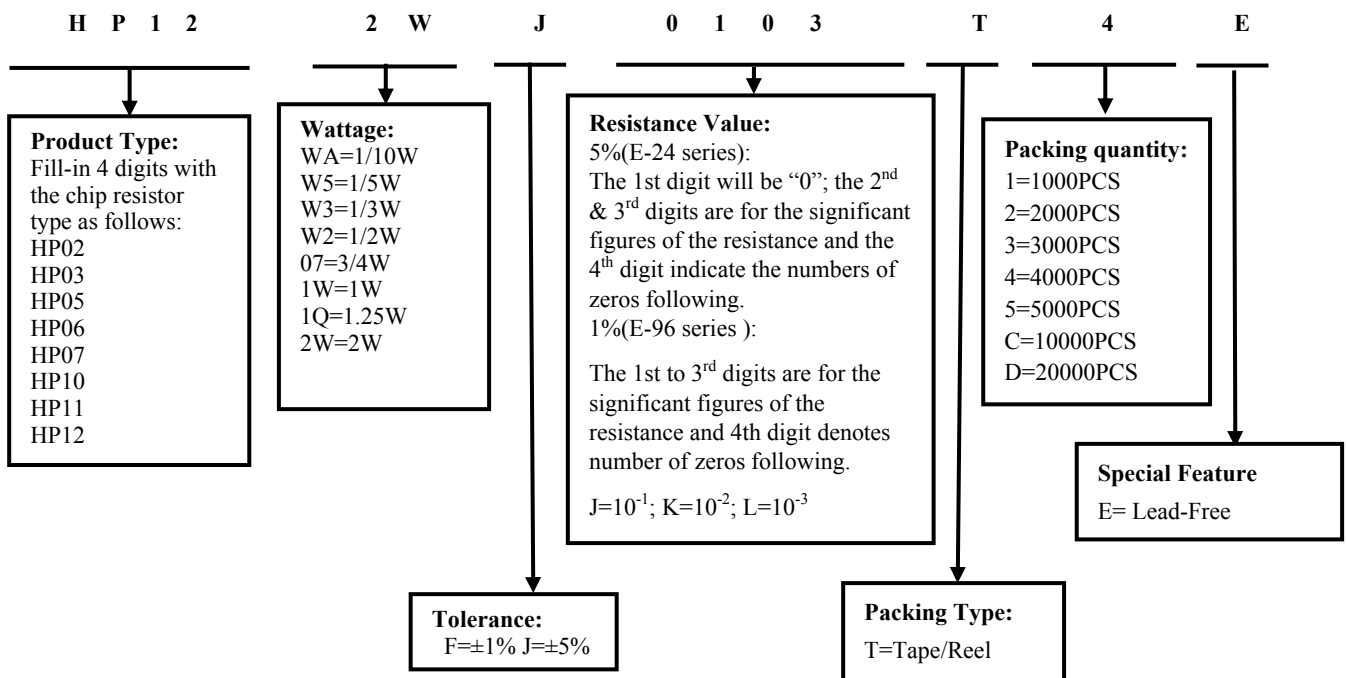 H P 1 2 2 W J 0 1 0 3 T 4 E
Product Type:
Fill-in 4 digits with
the chip resistor
type as follows:
HP02
HP03
HP05
HP06
HP07
HP10
HP11
HP12
Wattage:
WA=1/10W
W5=1/5W
W3=1/3W
W2=1/2W
07=3/4W
1W=1W
1Q=1.25W
2W=2W
Resistance Value:
5%(E-24 series):
The 1st digit will be “0”; the 2nd
& 3rd digits are for the significant
figures of the resistance and the
4th digit indicate the numbers of
zeros following.
1%(E-96 series ):
The 1st to 3rd digits are for the
significant figures of the
resistance and 4th digit denotes
number of zeros following.
J=10-1; K=10-2; L=10-3
Packing quantity:
1=1000PCS
2=2000PCS
3=3000PCS
4=4000PCS
5=5000PCS
C=10000PCS
D=20000PCS
Special Feature
E= Lead-Free
Tolerance:
F=±1% J=±5%
Packing Type:
T=Tape/Reel